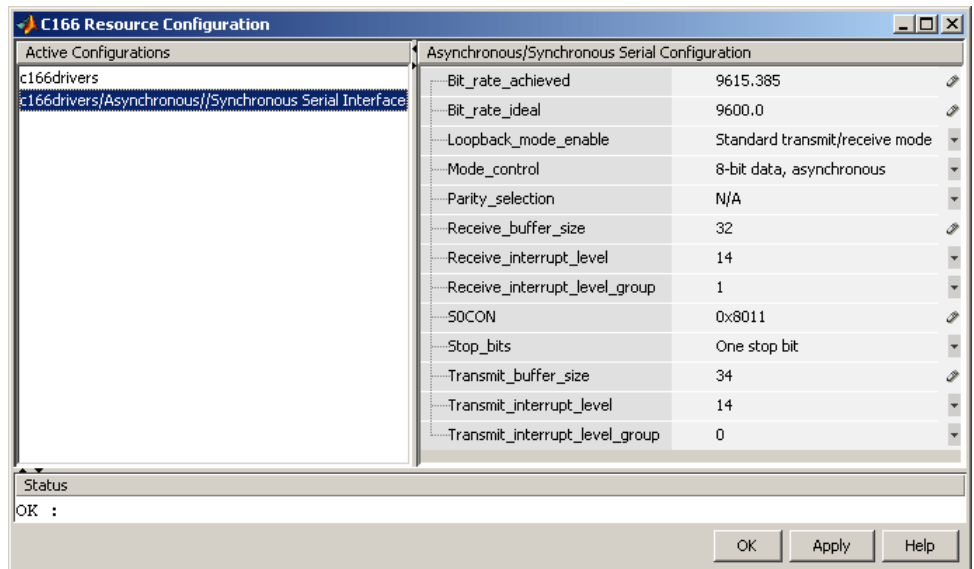 C166 Resource Configuration
Active Configurations
c166drivers
c166drivers/Asynchronous//Synchronous Serial Interface
Asynchronous/Synchronous Serial Configuration
Bit_rate_achieved 9615.385
Bit_rate_ideal 9600.0
Loopback_mode_enable Standard transmit/receive mode
Mode_control 8-bit data, asynchronous
Parity_selection N/A
Receive_buffer_size 32
Receive_interrupt_level 14
Receive_interrupt_level_group 1
S0CON 0x8011
Stop_bits One stop bit
Transmit_buffer_size 34
Transmit_interrupt_level 14
Transmit_interrupt_level_group 0
Status
OK :
OK Apply Help